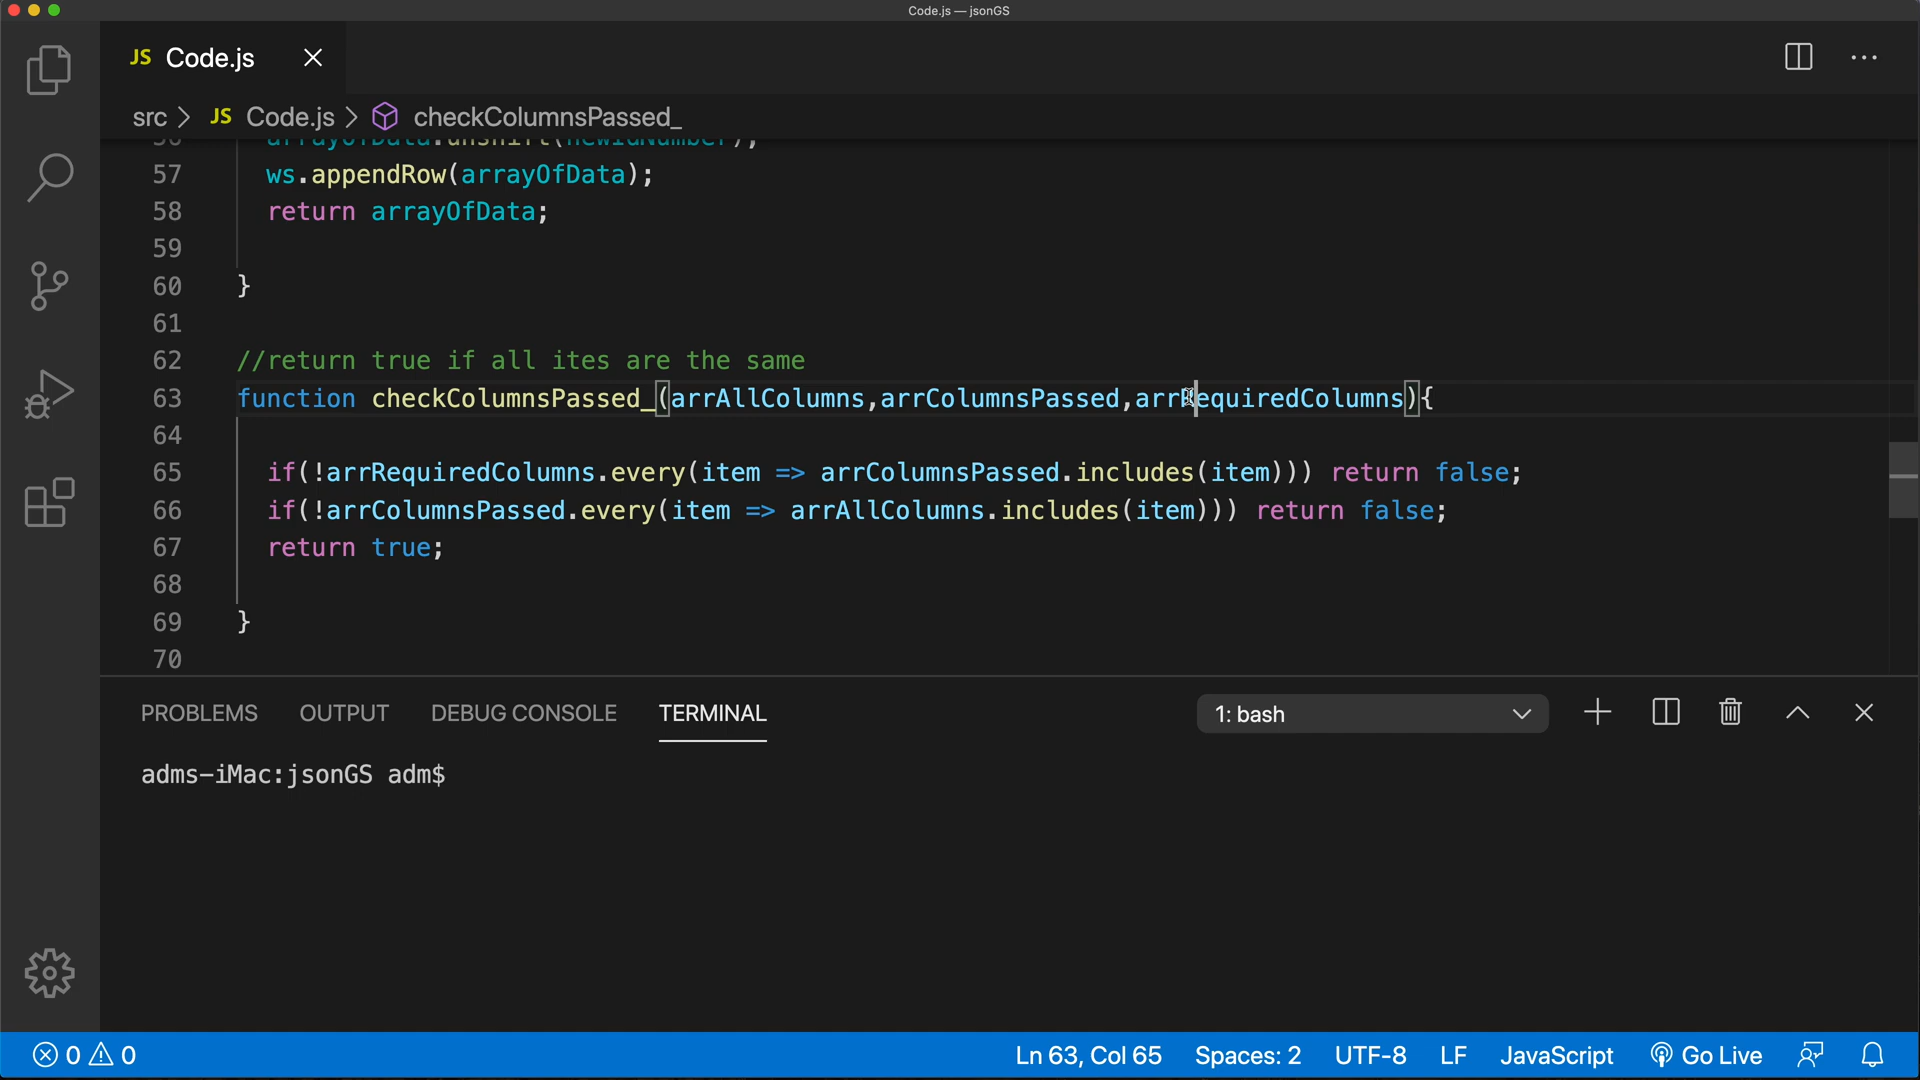 Code.js — jsonGS
JS Code.js
src > JS Code.js > checkColumnsPassed_
56 arrayOfData.unshift(newIdNumber);
57 ws.appendRow(arrayOfData);
58 return arrayOfData;
59
60 }
61
62 //return true if all ites are the same
63 function checkColumnsPassed_(arrAllColumns,arrColumnsPassed,arrRequiredColumns){
64
65 if(!arrRequiredColumns.every(item => arrColumnsPassed.includes(item))) return false;
66 if(!arrColumnsPassed.every(item => arrAllColumns.includes(item))) return false;
67 return true;
68
69 }
70
PROBLEMS OUTPUT DEBUG CONSOLE TERMINAL 1: bash
adms-iMac:jsonGS adm$
0 0 Ln 63, Col 65 Spaces: 2 UTF-8 LF JavaScript Go Live